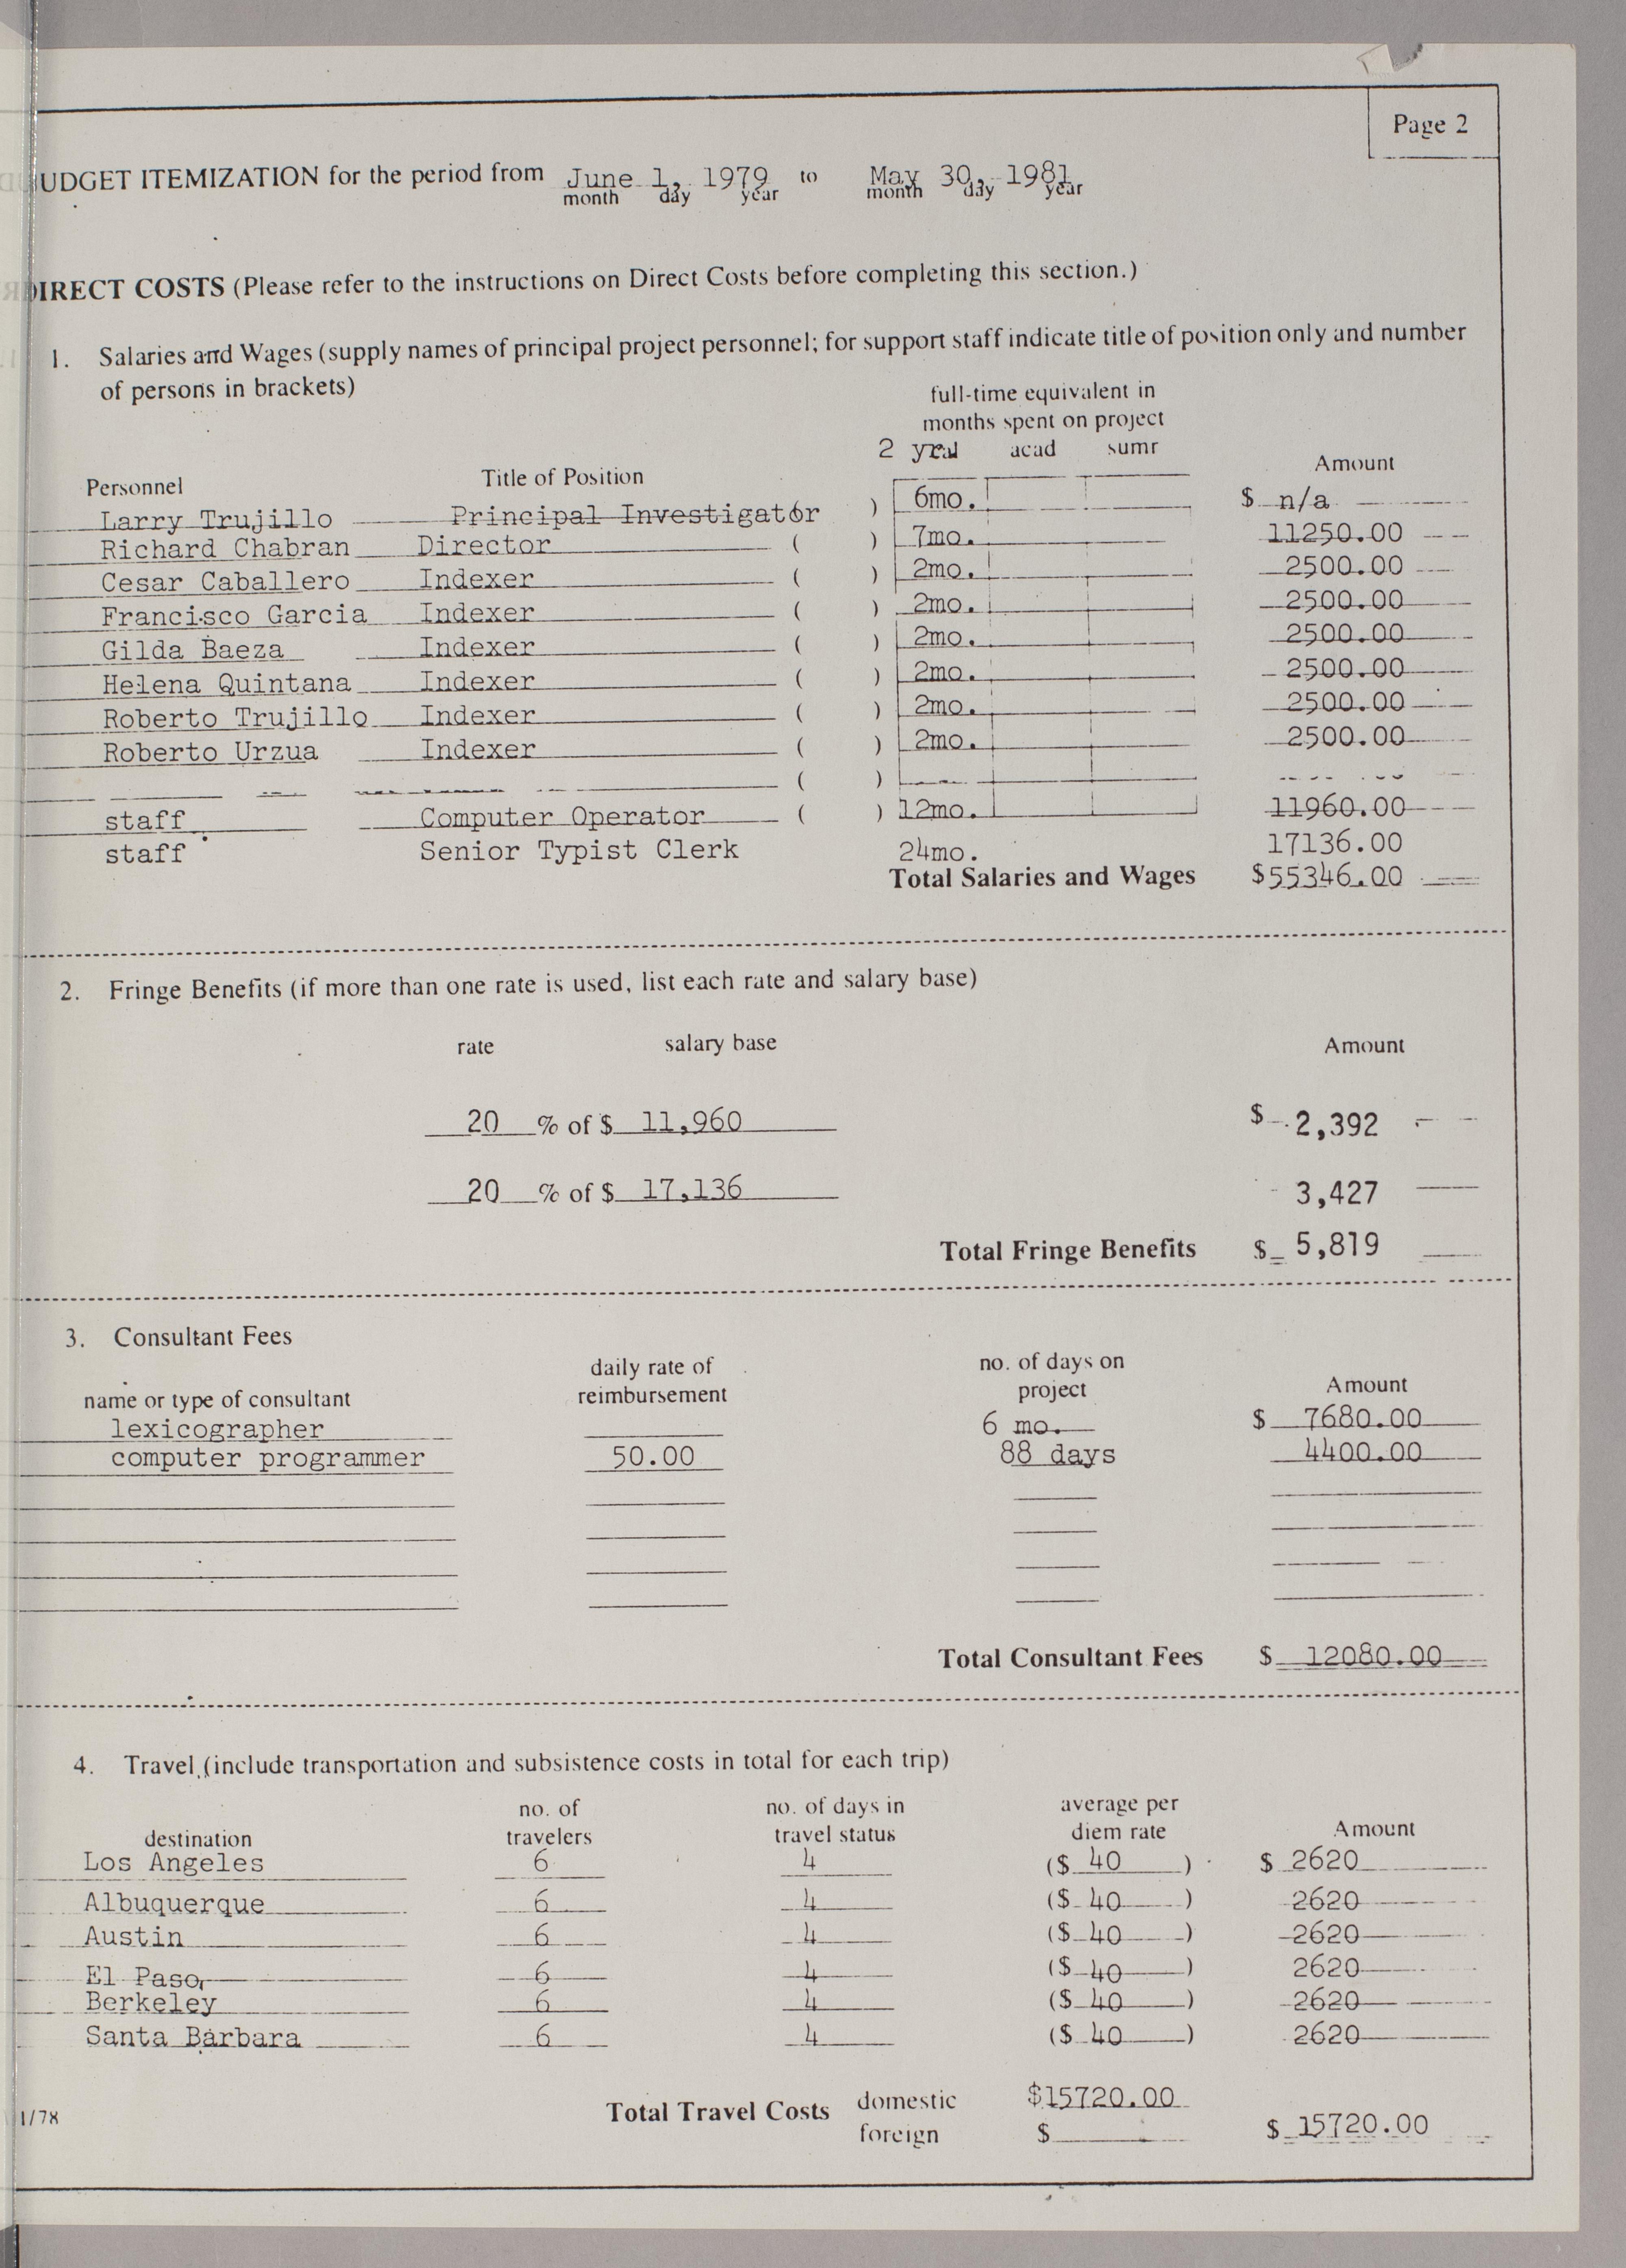 Page 2
UDGET ITEMIZATION for the period from June 1, 1979 to May 30, 1981
month day year month day year
DIRECT COSTS (Please refer to the instructions on Direct Costs before completing this section.)
1. Salaries and Wages (supply names of principal project personnel; for support staff indicate title of position only and number
of persons in brackets)
full-time equivalent in
months spent on project
2 yral acad sumr
Personnel Title of Position Amount
Larry Trujillo Principal Investigator ) 6mo. $ n/a
Richard Chabran Director ( ) 7mo. 11250.00
Cesar Caballero Indexer ( ) 2mo. 2500.00
Francisco Garcia Indexer ( ) 2mo. 2500.00
Gilda Baeza Indexer ( ) 2mo. 2500.00
Helena Quintana Indexer ( ) 2mo. 2500.00
Roberto Trujillo Indexer ( ) 2mo. 2500.00
Roberto Urzua Indexer ( ) 2mo. 2500.00
( )
staff Computer Operator ( ) 12mo. 11960.00
staff Senior Typist Clerk 24mo. 17136.00
Total Salaries and Wages $55346.00
2. Fringe Benefits (if more than one rate is used, list each rate and salary base)
rate salary base Amount
20 % of $ 11,960 $ 2,392
20 % of $ 17,136 3,427
Total Fringe Benefits $ 5,819
3. Consultant Fees
daily rate of no. of days on
name or type of consultant reimbursement project Amount
lexicographer 6 mo. $ 7680.00
computer programmer 50.00 88 days 4400.00
Total Consultant Fees $ 12080.00
4. Travel (include transportation and subsistence costs in total for each trip)
no. of no. of days in average per
destination travelers travel status diem rate Amount
Los Angeles 6 4 ($ 40 ) $ 2620
Albuquerque 6 4 ($ 40 ) 2620
Austin 6 4 ($ 40 ) 2620
El Paso, 6 4 ($ 40 ) 2620
Berkeley 6 4 ($ 40 ) 2620
Santa Barbara 6 4 ($ 40 ) 2620
Total Travel Costs domestic $15720.00
foreign $ $ 15720.00
1/78